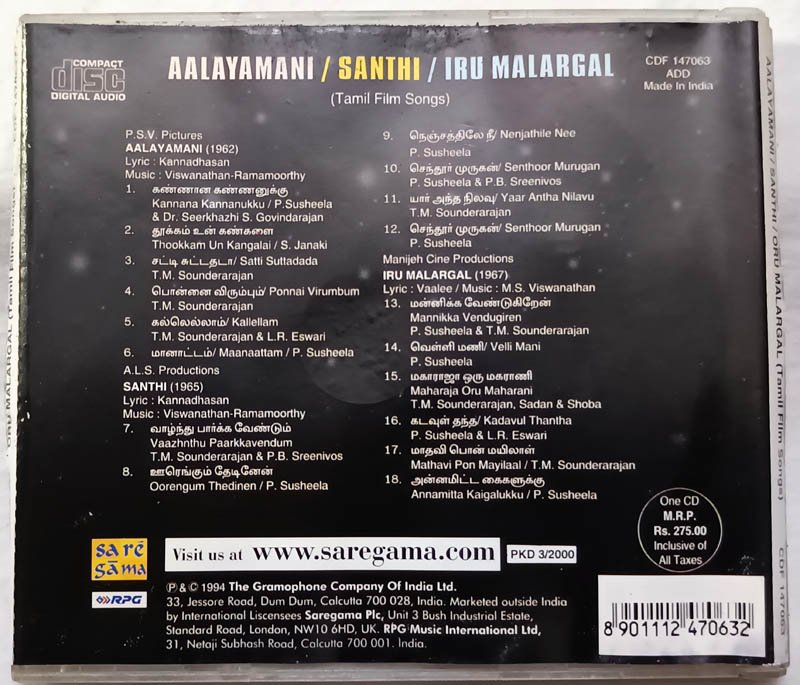 COMPACT
disc
DIGITAL AUDIO
AALAYAMANI / SANTHI / IRU MALARGAL
(Tamil Film Songs)
CDF 147063
ADD
Made In India
P.S.V. Pictures
AALAYAMANI (1962)
Lyric : Kannadhasan
Music : Viswanathan-Ramamoorthy
1. கண்ணான கண்ணனுக்கு
Kannana Kannanukku / P.Susheela
& Dr. Seerkhazhi S. Govindarajan
2. தூக்கம் உன் கண்களை
Thookkam Un Kangalai / S. Janaki
3. சட்டி சுட்டதடா/ Satti Suttadada
T.M. Sounderarajan
4. பொன்னை விரும்பும்/ Ponnai Virumbum
T.M. Sounderarajan
5. கல்லெல்லாம்/ Kallellam
T.M. Sounderarajan & L.R. Eswari
6. மானாட்டம்/ Maanaattam / P. Susheela
A.L.S. Productions
SANTHI (1965)
Lyric : Kannadhasan
Music : Viswanathan-Ramamoorthy
7. வாழ்ந்து பார்க்க வேண்டும்
Vaazhnthu Paarkkavendum
T.M. Sounderarajan & P.B. Sreenivos
8. ஊரெங்கும் தேடினேன்
Oorengum Thedinen / P. Susheela
9. நெஞ்சத்திலே நீ/ Nenjathile Nee
P. Susheela
10. செந்தூர் முருகன்/ Senthoor Murugan
P. Susheela & P.B. Sreenivos
11. யார் அந்த நிலவு/ Yaar Antha Nilavu
T.M. Sounderarajan
12. செந்தூர் முருகன்/ Senthoor Murugan
P. Susheela
Manijeh Cine Productions
IRU MALARGAL (1967)
Lyric : Vaalee / Music : M.S. Viswanathan
13. மன்னிக்க வேண்டுகிறேன்
Mannikka Vendugiren
P. Susheela & T.M. Sounderarajan
14. வெள்ளி மணி/ Velli Mani
P. Susheela
15. மகாராஜா ஒரு மகராணி
Maharaja Oru Maharani
T.M. Sounderarajan, Sadan & Shoba
16. கடவுள் தந்த/ Kadavul Thantha
P. Susheela & L.R. Eswari
17. மாதவி பொன் மயிலாள்
Mathavi Pon Mayilaal / T.M. Sounderarajan
18. அன்னமிட்ட கைகளுக்கு
Annamitta Kaigalukku / P. Susheela
One CD
M.R.P.
Rs. 275.00
Inclusive of
All Taxes
saré
gāma
RPG
Visit us at www.saregama.com
PKD 3/2000
Ⓟ & © 1994 The Gramophone Company Of India Ltd.
33, Jessore Road, Dum Dum, Calcutta 700 028, India. Marketed outside India
by International Liscensees Saregama Plc, Unit 3 Bush Industrial Estate,
Standard Road, London, NW10 6HD, UK. RPG Music International Ltd,
31, Netaji Subhash Road, Calcutta 700 001. India.
8 901112 470632
AALAYAMANI / SANTHI / ORU MALARGAL (Tamil Film Songs) CDF 147063
ORU MALARGAL (Tamil Film